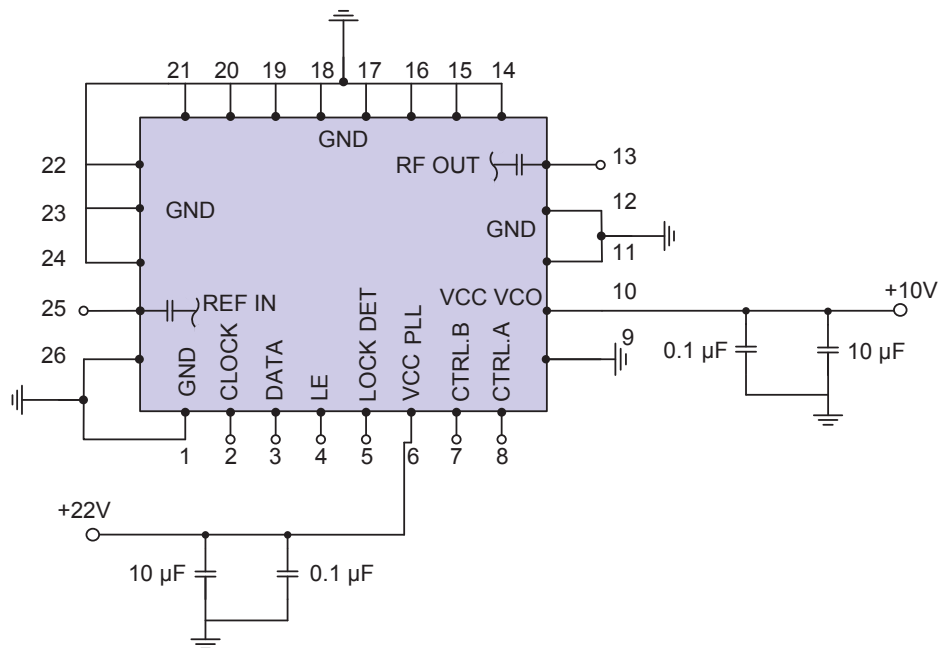 21 20 19 18 17 16 15 14
GND
22
RF OUT
13
23
GND
12
GND
24
11
25
REF IN
VCC VCO
10
+10V
26
9
0.1 µF
10 µF
GND
CLOCK
DATA
LE
LOCK DET
VCC PLL
CTRL.B
CTRL.A
1 2 3 4 5 6 7 8
+22V
10 µF
0.1 µF